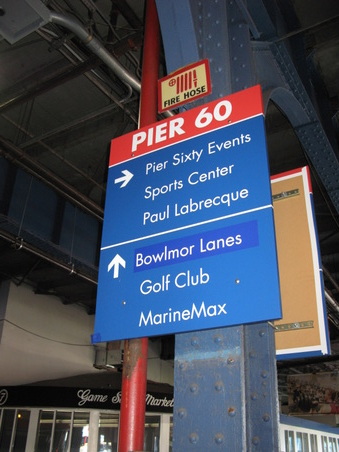 FIRE HOSE
PIER 60
Pier Sixty Events
Sports Center
Paul Labrecque
Bowlmor Lanes
Golf Club
MarineMax
Game
Market